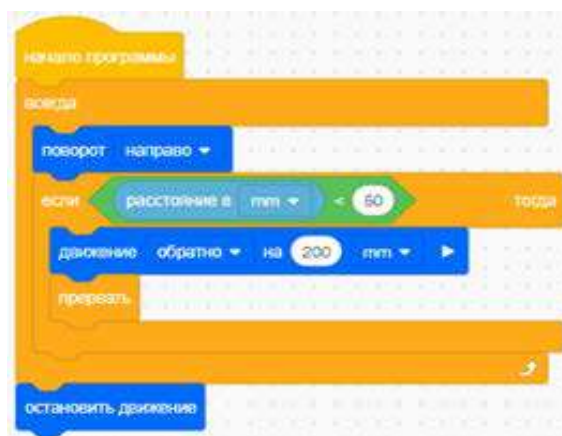 начало программы
всегда
поворот направо
если расстояние в mm < 50 тогда
движение обратно на 200 mm
прервать
остановить движение